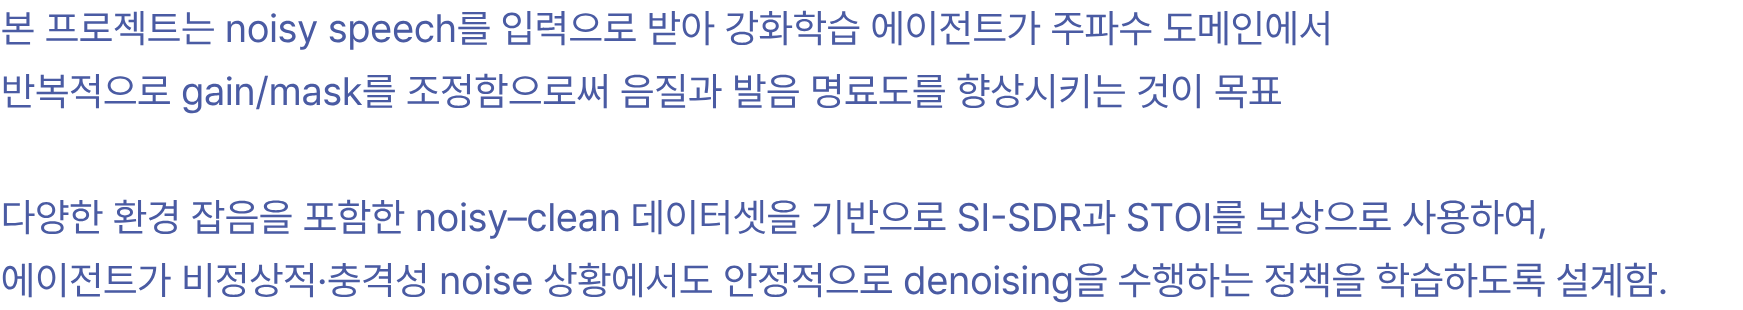 본 프로젝트는 noisy speech를 입력으로 받아 강화학습 에이전트가 주파수 도메인에서
반복적으로 gain/mask를 조정함으로써 음질과 발음 명료도를 향상시키는 것이 목표
다양한 환경 잡음을 포함한 noisy–clean 데이터셋을 기반으로 SI-SDR과 STOI를 보상으로 사용하여,
에이전트가 비정상적·충격성 noise 상황에서도 안정적으로 denoising을 수행하는 정책을 학습하도록 설계함.